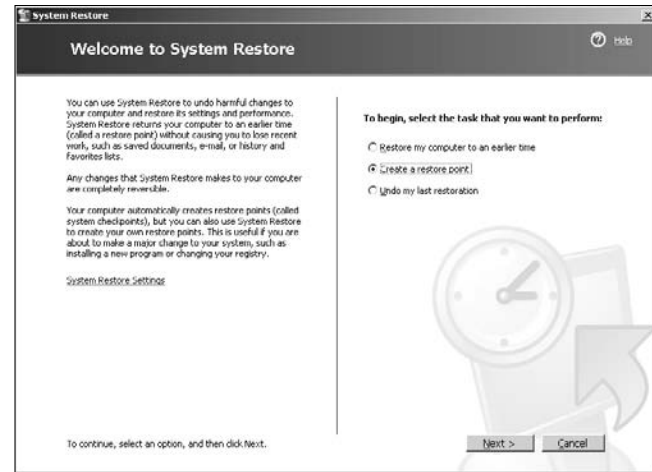 System Restore
Welcome to System Restore
Help
You can use System Restore to undo harmful changes to
your computer and restore its settings and performance.
System Restore returns your computer to an earlier time
(called a restore point) without causing you to lose recent
work, such as saved documents, e-mail, or history and
favorites lists.
Any changes that System Restore makes to your computer
are completely reversible.
Your computer automatically creates restore points (called
system checkpoints), but you can also use System Restore
to create your own restore points. This is useful if you are
about to make a major change to your system, such as
installing a new program or changing your registry.
System Restore Settings
To begin, select the task that you want to perform:
Restore my computer to an earlier time
Create a restore point
Undo my last restoration
To continue, select an option, and then click Next.
Next >
Cancel